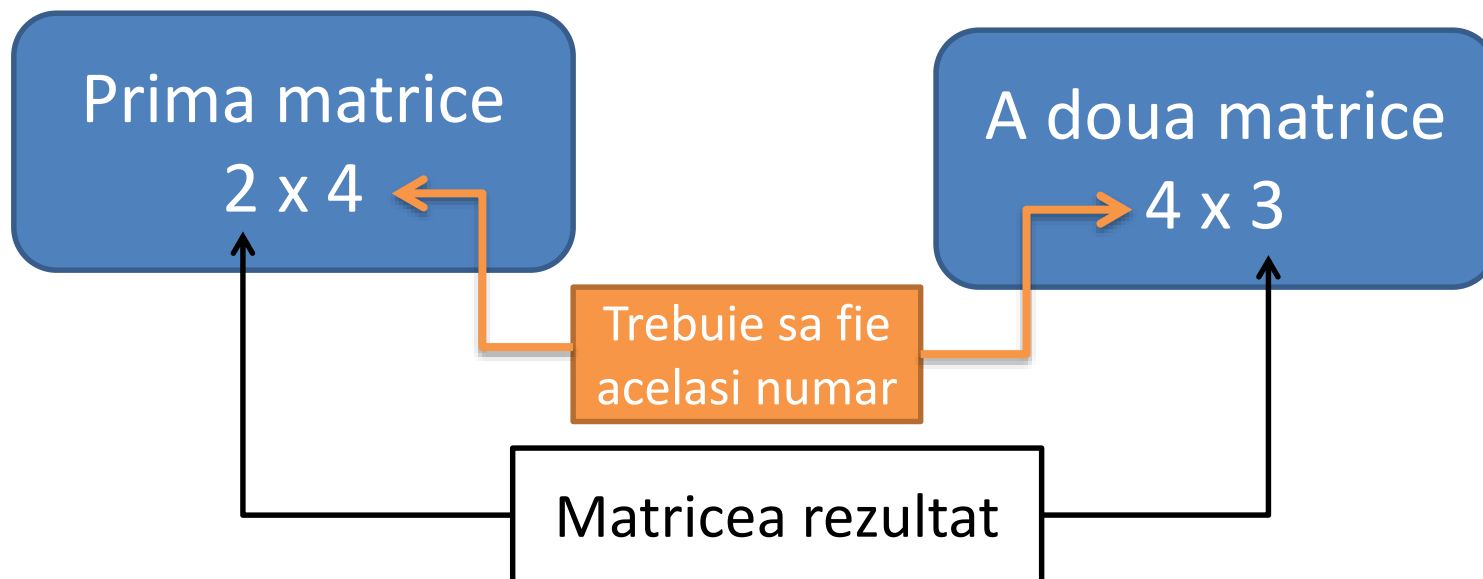 Prima matrice
2 x 4
A doua matrice
4 x 3
Trebuie sa fie
acelasi numar
Matricea rezultat